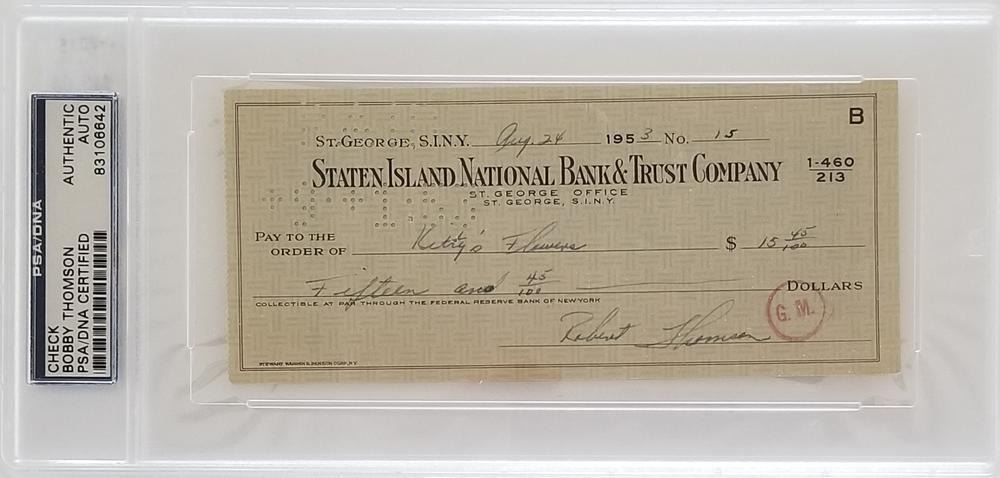 PSA/DNA
CHECK AUTHENTIC
BOBBY THOMSON AUTO
PSA/DNA CERTIFIED 83106642
B
ST. GEORGE, S.I.N.Y. Aug. 24 1953 No. 15
STATEN ISLAND NATIONAL BANK & TRUST COMPANY 1-460/213
ST. GEORGE OFFICE
ST. GEORGE, S.I.N.Y.
PAY TO THE
ORDER OF Kitty's Flowers $ 15 45/100
Fifteen and 45/100 DOLLARS
COLLECTIBLE AT PAR THROUGH THE FEDERAL RESERVE BANK OF NEW YORK
G. M.
Robert Thomson